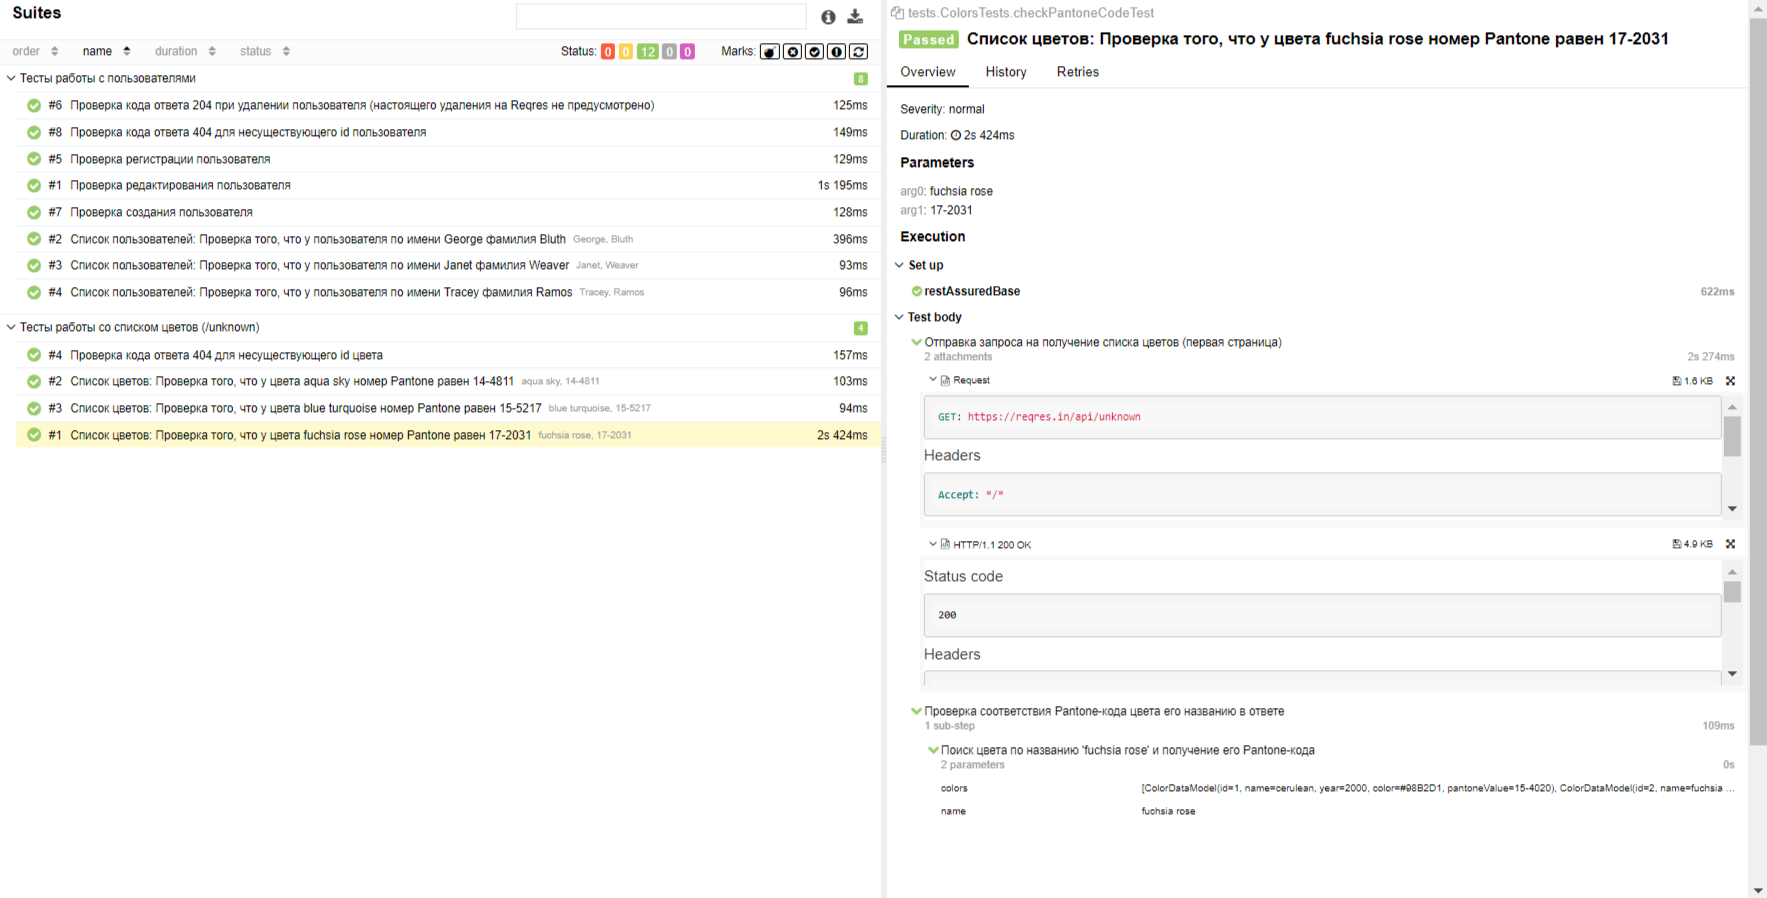 Suites
order name duration status Status: 0 0 12 0 0 Marks:
Тесты работы с пользователями 8
#6 Проверка кода ответа 204 при удалении пользователя (настоящего удаления на Reqres не предусмотрено) 125ms
#8 Проверка кода ответа 404 для несуществующего id пользователя 149ms
#5 Проверка регистрации пользователя 129ms
#1 Проверка редактирования пользователя 1s 195ms
#7 Проверка создания пользователя 128ms
#2 Список пользователей: Проверка того, что у пользователя по имени George фамилия Bluth George, Bluth 396ms
#3 Список пользователей: Проверка того, что у пользователя по имени Janet фамилия Weaver Janet, Weaver 93ms
#4 Список пользователей: Проверка того, что у пользователя по имени Tracey фамилия Ramos Tracey, Ramos 96ms
Тесты работы со списком цветов (/unknown) 4
#4 Проверка кода ответа 404 для несуществующего id цвета 157ms
#2 Список цветов: Проверка того, что у цвета aqua sky номер Pantone равен 14-4811 aqua sky, 14-4811 103ms
#3 Список цветов: Проверка того, что у цвета blue turquoise номер Pantone равен 15-5217 blue turquoise, 15-5217 94ms
#1 Список цветов: Проверка того, что у цвета fuchsia rose номер Pantone равен 17-2031 fuchsia rose, 17-2031 2s 424ms
tests.ColorsTests.checkPantoneCodeTest
Passed Список цветов: Проверка того, что у цвета fuchsia rose номер Pantone равен 17-2031
Overview History Retries
Severity: normal
Duration: 2s 424ms
Parameters
arg0: fuchsia rose
arg1: 17-2031
Execution
Set up
restAssuredBase 622ms
Test body
Отправка запроса на получение списка цветов (первая страница)
2 attachments 2s 274ms
Request 1.6 KB
GET: https://reqres.in/api/unknown
Headers
Accept: */*
HTTP/1.1 200 OK 4.9 KB
Status code
200
Headers
Проверка соответствия Pantone-кода цвета его названию в ответе
1 sub-step 109ms
Поиск цвета по названию 'fuchsia rose' и получение его Pantone-кода
2 parameters 0s
colors [ColorDataModel(id=1, name=cerulean, year=2000, color=#98B2D1, pantoneValue=15-4020), ColorDataModel(id=2, name=fuchsia ...
name fuchsia rose